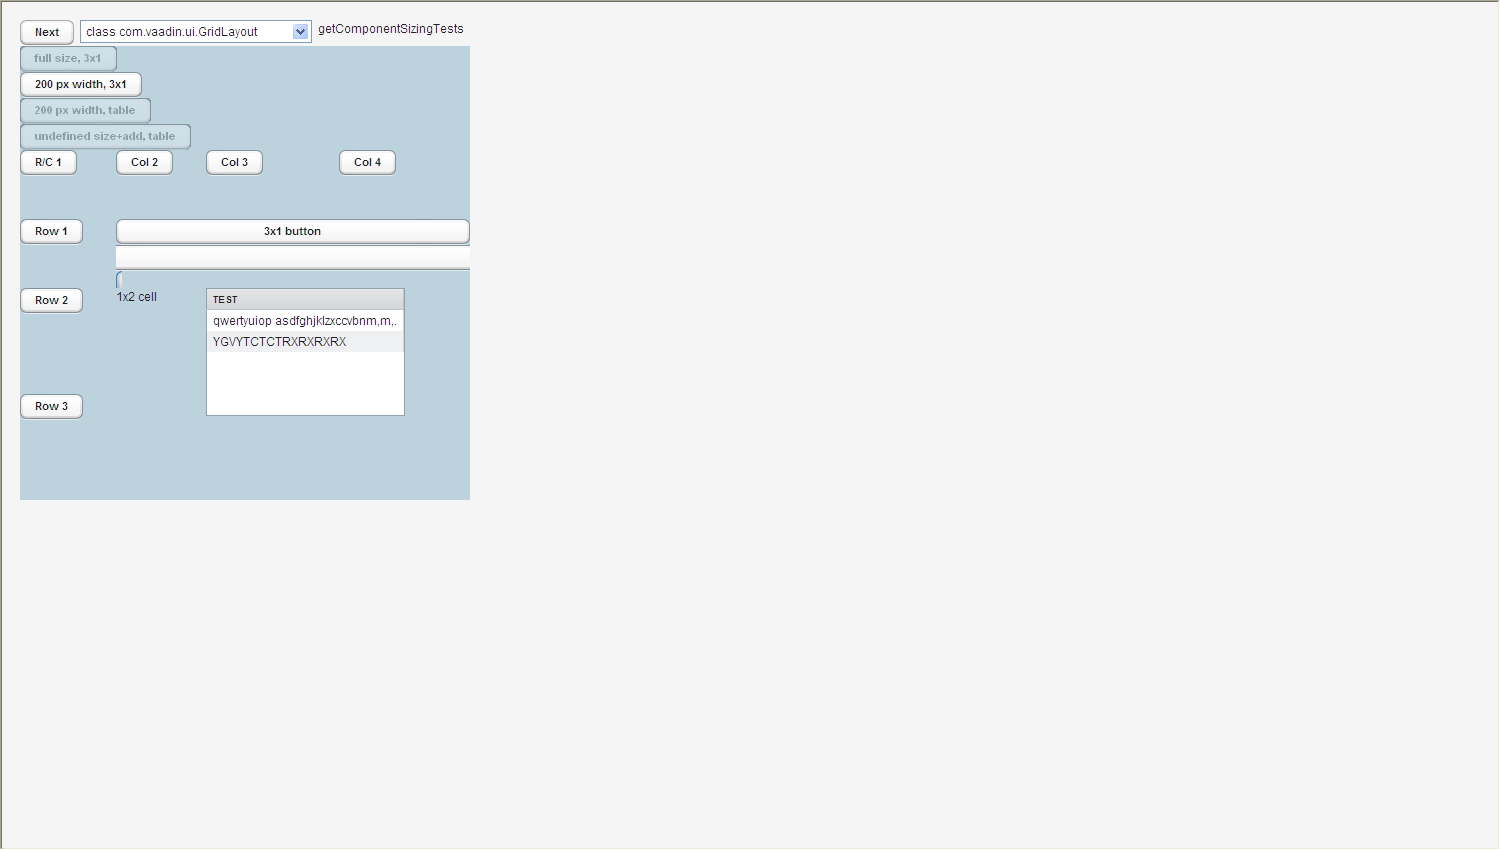 Next class com.vaadin.ui.GridLayout getComponentSizingTests
full size, 3x1
200 px width, 3x1
200 px width, table
undefined size+add, table
R/C 1 Col 2 Col 3 Col 4
Row 1 3x1 button
Row 2 1x2 cell TEST
qwertyuiop asdfghjklzxccvbnm,m,.
YGVYTCTCTRXRXRXRX
Row 3